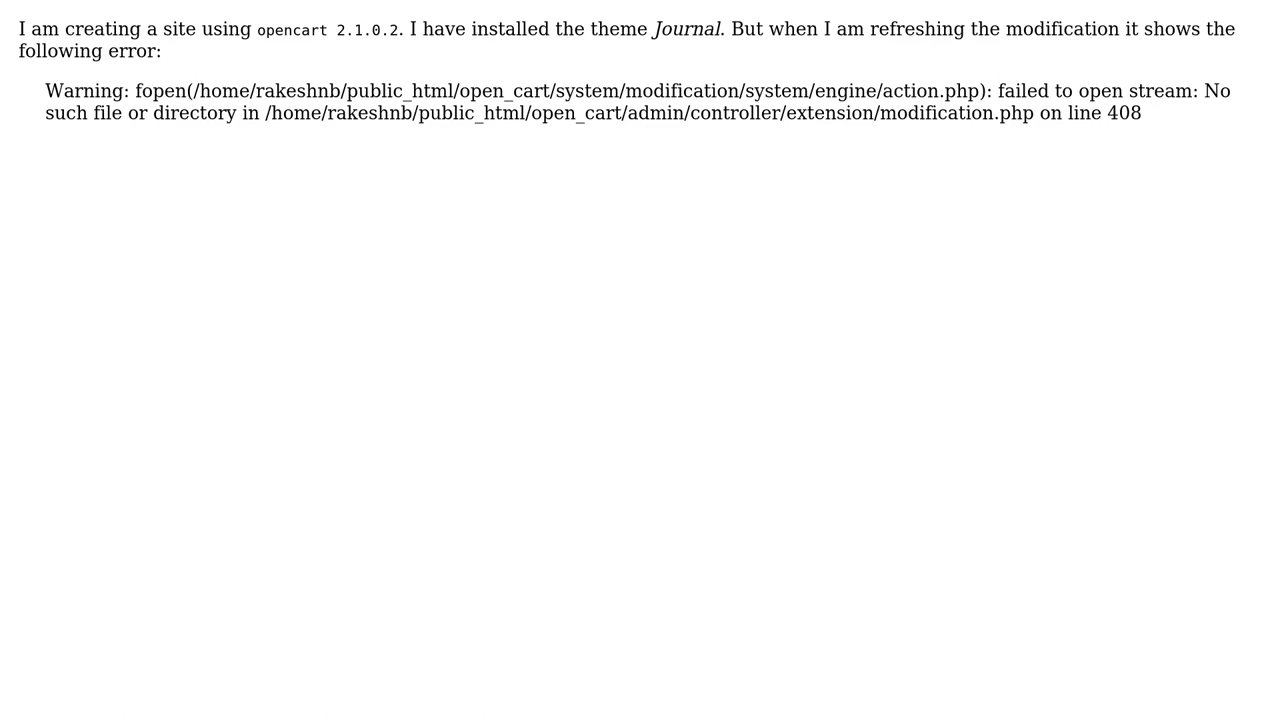 I am creating a site using opencart 2.1.0.2. I have installed the theme Journal. But when I am refreshing the modification it shows the
following error:
Warning: fopen(/home/rakeshnb/public_html/open_cart/system/modification/system/engine/action.php): failed to open stream: No
such file or directory in /home/rakeshnb/public_html/open_cart/admin/controller/extension/modification.php on line 408